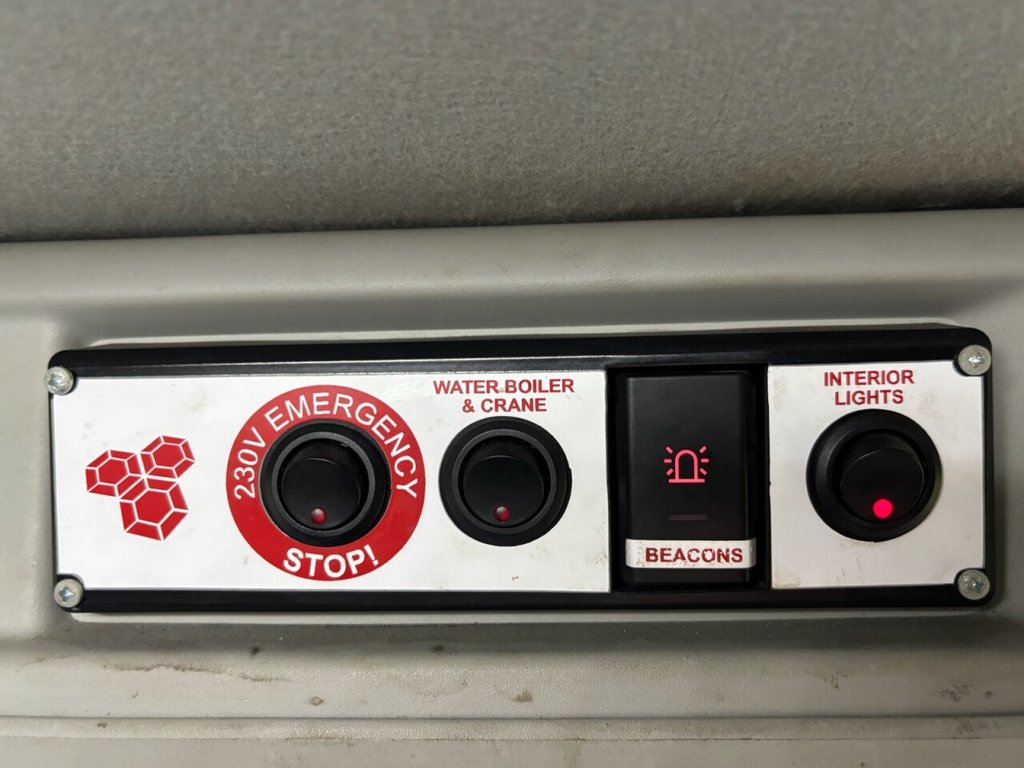 230V EMERGENCY
STOP!
WATER BOILER
& CRANE
BEACONS
INTERIOR
LIGHTS